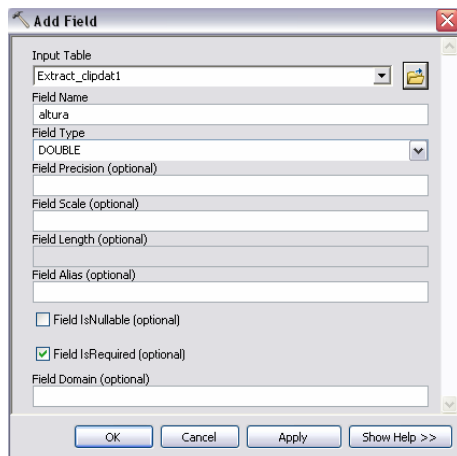 Add Field
Input Table
Extract_clipdat1
Field Name
altura
Field Type
DOUBLE
Field Precision (optional)
Field Scale (optional)
Field Length (optional)
Field Alias (optional)
Field IsNullable (optional)
Field IsRequired (optional)
Field Domain (optional)
OK Cancel Apply Show Help >>